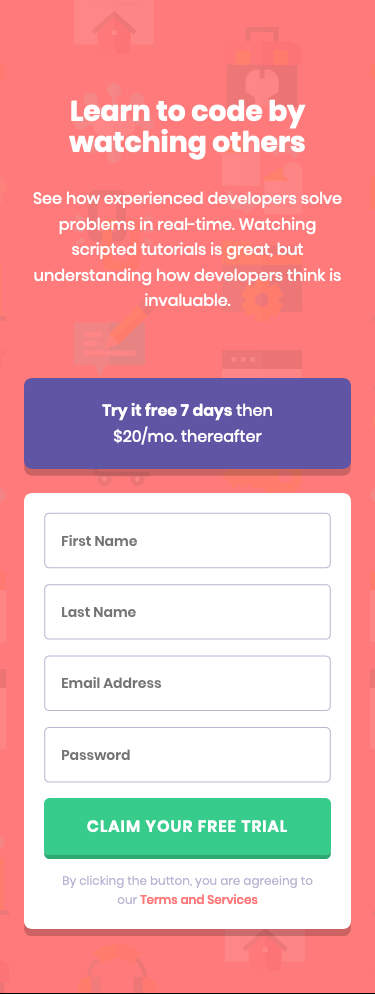 Learn to code by
watching others
See how experienced developers solve
problems in real-time. Watching
scripted tutorials is great, but
understanding how developers think is
invaluable.
Try it free 7 days then
$20/mo. thereafter
First Name
Last Name
Email Address
Password
CLAIM YOUR FREE TRIAL
By clicking the button, you are agreeing to
our Terms and Services